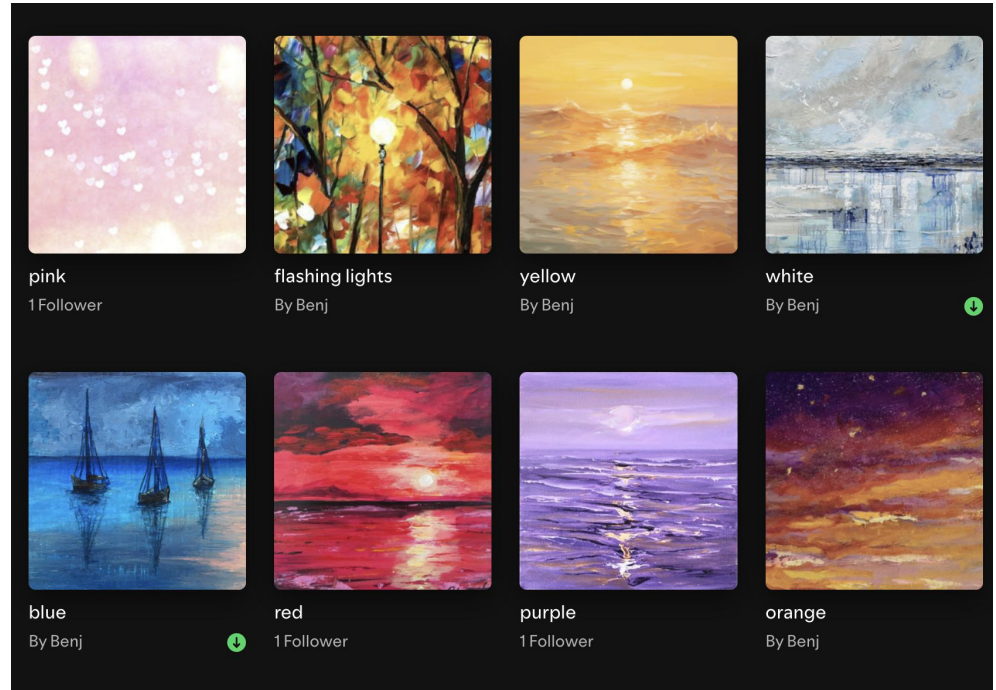 pink
1 Follower
flashing lights
By Benj
yellow
By Benj
white
By Benj
blue
By Benj
red
1 Follower
purple
1 Follower
orange
By Benj